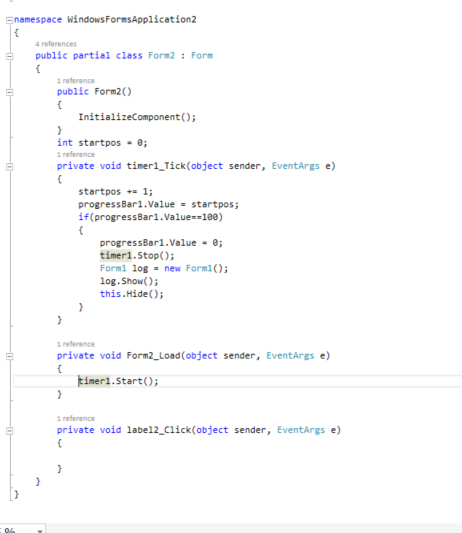 namespace WindowsFormsApplication2
{
4 references
public partial class Form2 : Form
{
1 reference
public Form2()
{
InitializeComponent();
}
int startpos = 0;
1 reference
private void timer1_Tick(object sender, EventArgs e)
{
startpos += 1;
progressBar1.Value = startpos;
if(progressBar1.Value==100)
{
progressBar1.Value = 0;
timer1.Stop();
Form1 log = new Form1();
log.Show();
this.Hide();
}
}
1 reference
private void Form2_Load(object sender, EventArgs e)
{
timer1.Start();
}
1 reference
private void label2_Click(object sender, EventArgs e)
{
}
}
}
%